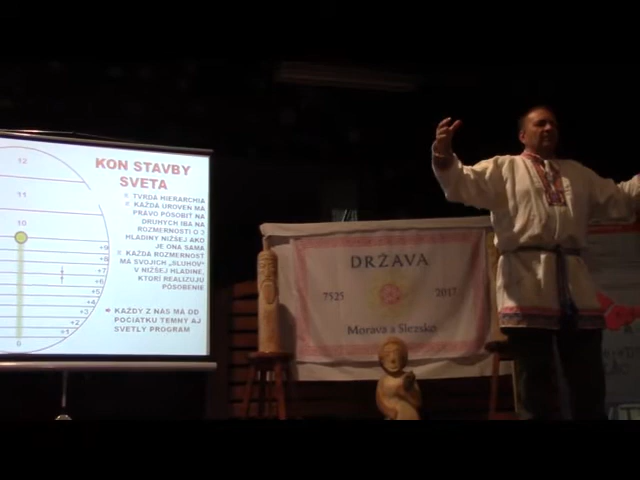 KON STAVBY
SVETA
TVRDÁ HIERARCHIA
KAŽDÁ ÚROVEŇ MÁ
PRÁVO PÔSOBIŤ NA
DRUHÝCH IBA NA
ROZMERNOSTI O 2
HLADINY NIŽŠEJ AKO
JE ONA SAMA
KAŽDÁ ROZMERNOSŤ
MÁ SVOJICH „SLUHOV"
V NIŽŠEJ HLADINE,
KTORÍ REALIZUJÚ
PÔSOBENIE
KAŽDÝ Z NÁS MÁ OD
POČIATKU TEMNÝ AJ
SVETLÝ PROGRAM
12
11
10
+9
+8
+7
+6
+5
+4
+3
+2
+1
0
DRŽAVA
7525 2017
Morava a Slezsko